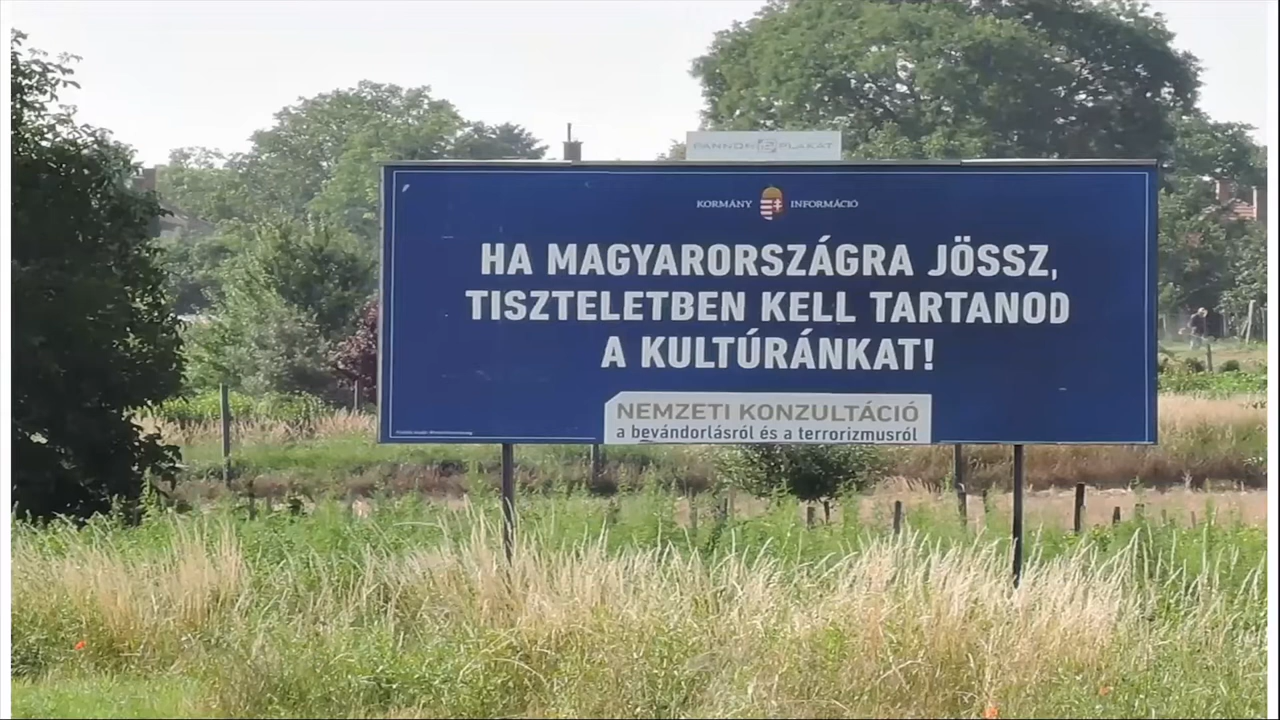 PANNON PLAKÁT
KORMÁNY INFORMÁCIÓ
HA MAGYARORSZÁGRA JÖSSZ,
TISZTELETBEN KELL TARTANOD
A KULTÚRÁNKAT!
NEMZETI KONZULTÁCIÓ
a bevándorlásról és a terrorizmusról